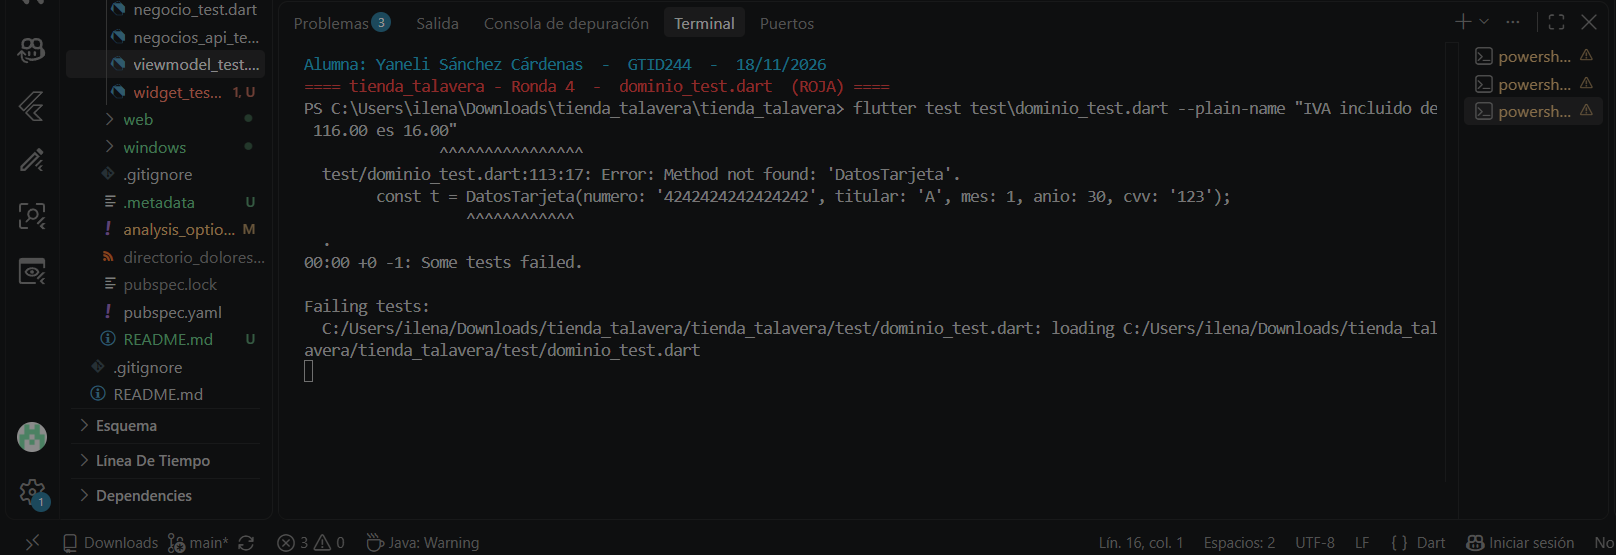 negocio_test.dart
negocios_api_te...
viewmodel_test....
widget_tes... 1, U
web
windows
.gitignore
.metadata U
analysis_optio... M
directorio_dolores...
pubspec.lock
pubspec.yaml
README.md U
.gitignore
README.md
Esquema
Línea De Tiempo
Dependencies
1
Problemas 3 Salida Consola de depuración Terminal Puertos
Alumna: Yaneli Sánchez Cárdenas - GTID244 - 18/11/2026
==== tienda_talavera - Ronda 4 - dominio_test.dart (ROJA) ====
PS C:\Users\ilena\Downloads\tienda_talavera\tienda_talavera> flutter test test\dominio_test.dart --plain-name "IVA incluido de
116.00 es 16.00"
^^^^^^^^^^^^^^^^
test/dominio_test.dart:113:17: Error: Method not found: 'DatosTarjeta'.
const t = DatosTarjeta(numero: '4242424242424242', titular: 'A', mes: 1, anio: 30, cvv: '123');
^^^^^^^^^^^^
.
00:00 +0 -1: Some tests failed.
Failing tests:
C:/Users/ilena/Downloads/tienda_talavera/tienda_talavera/test/dominio_test.dart: loading C:/Users/ilena/Downloads/tienda_tal
avera/tienda_talavera/test/dominio_test.dart
powersh...
powersh...
powersh...
Downloads main* 3 0 Java: Warning Lín. 16, col. 1 Espacios: 2 UTF-8 LF { } Dart Iniciar sesión No